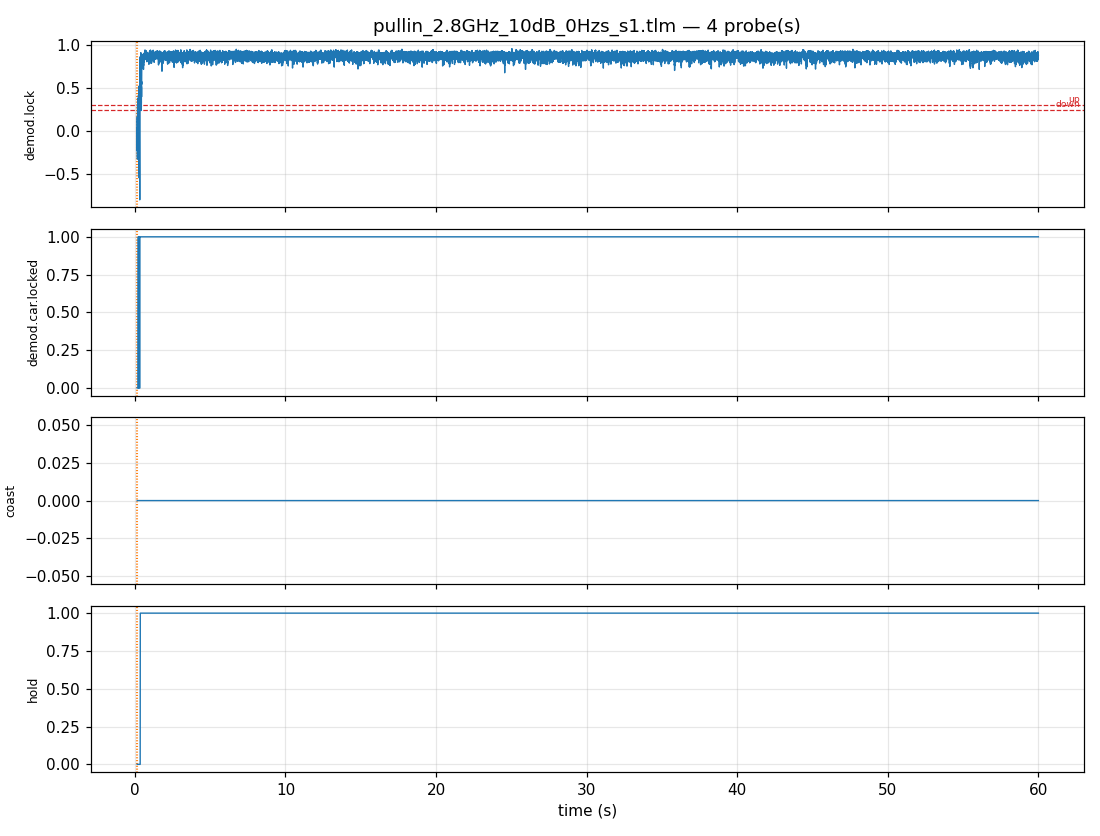 pullin_2.8GHz_10dB_0Hzs_s1.tlm — 4 probe(s)
1.0
0.5
0.0
−0.5
demod.lock
up
down
1.00
0.75
0.50
0.25
0.00
demod.car.locked
0.050
0.025
0.000
−0.025
−0.050
coast
1.00
0.75
0.50
0.25
0.00
hold
0 10 20 30 40 50 60
time (s)